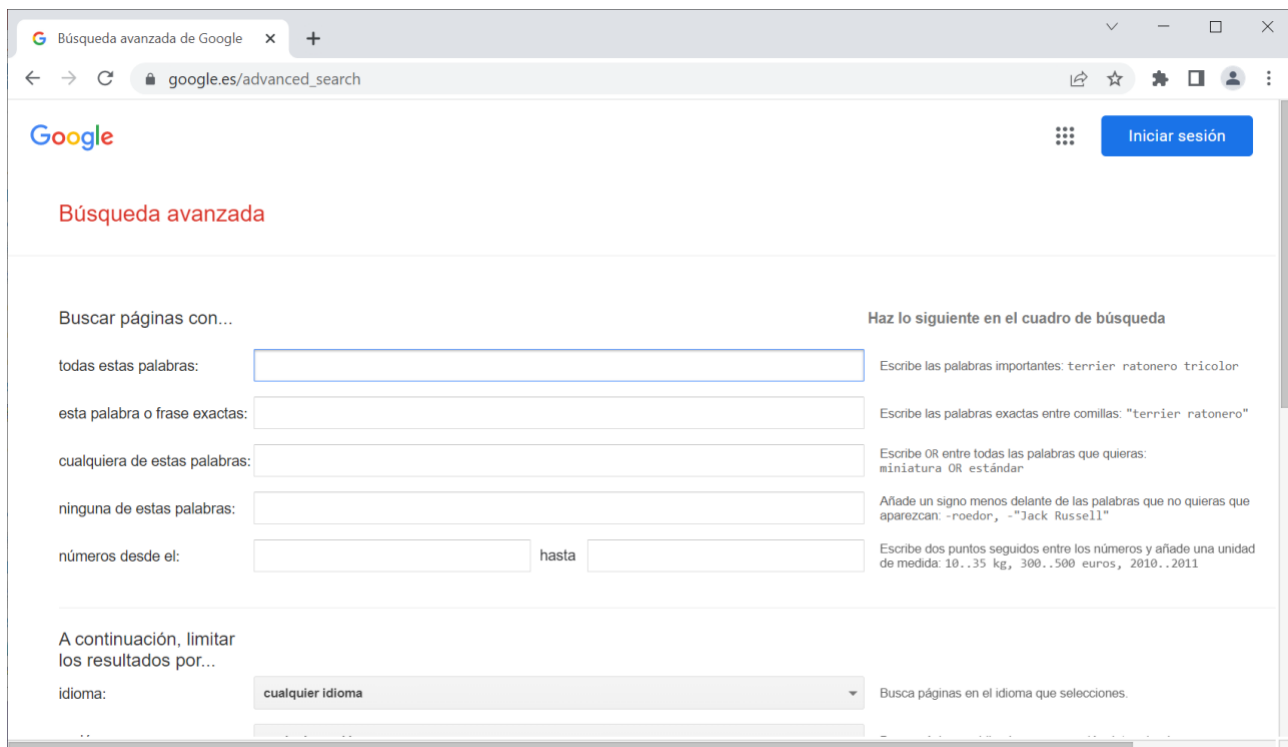 Búsqueda avanzada de Google
google.es/advanced_search
Google
Iniciar sesión
Búsqueda avanzada
Buscar páginas con...
Haz lo siguiente en el cuadro de búsqueda
todas estas palabras:
Escribe las palabras importantes: terrier ratonero tricolor
esta palabra o frase exactas:
Escribe las palabras exactas entre comillas: "terrier ratonero"
cualquiera de estas palabras:
Escribe OR entre todas las palabras que quieras:
miniatura OR estándar
ninguna de estas palabras:
Añade un signo menos delante de las palabras que no quieras que
aparezcan: -roedor, -"Jack Russell"
números desde el:
hasta
Escribe dos puntos seguidos entre los números y añade una unidad
de medida: 10..35 kg, 300..500 euros, 2010..2011
A continuación, limitar
los resultados por...
idioma:
cualquier idioma
Busca páginas en el idioma que selecciones.